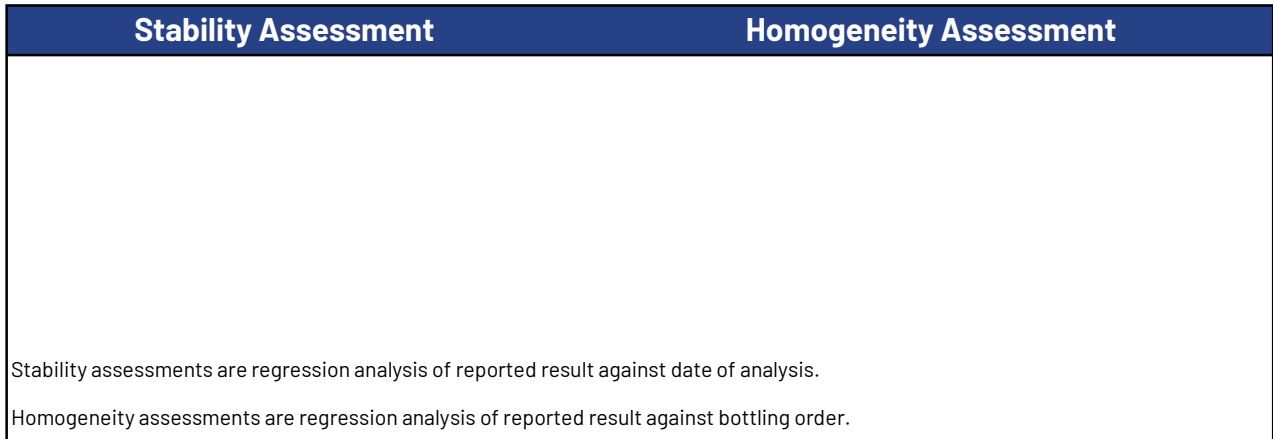 Stability Assessment
Homogeneity Assessment
Stability assessments are regression analysis of reported result against date of analysis.
Homogeneity assessments are regression analysis of reported result against bottling order.